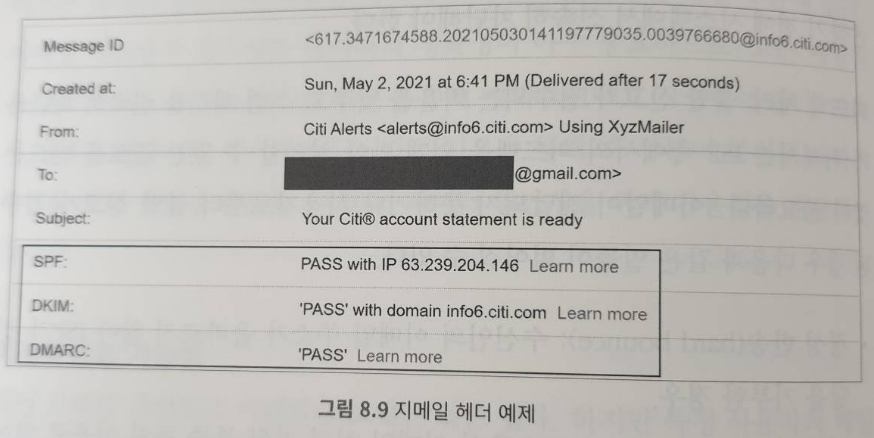 Message ID <617.3471674588.202105030141197779035.0039766680@info6.citi.com>
Created at: Sun, May 2, 2021 at 6:41 PM (Delivered after 17 seconds)
From: Citi Alerts <alerts@info6.citi.com> Using XyzMailer
To: @gmail.com>
Subject: Your Citi® account statement is ready
SPF: PASS with IP 63.239.204.146 Learn more
DKIM: 'PASS' with domain info6.citi.com Learn more
DMARC: 'PASS' Learn more
그림 8.9 지메일 헤더 예제